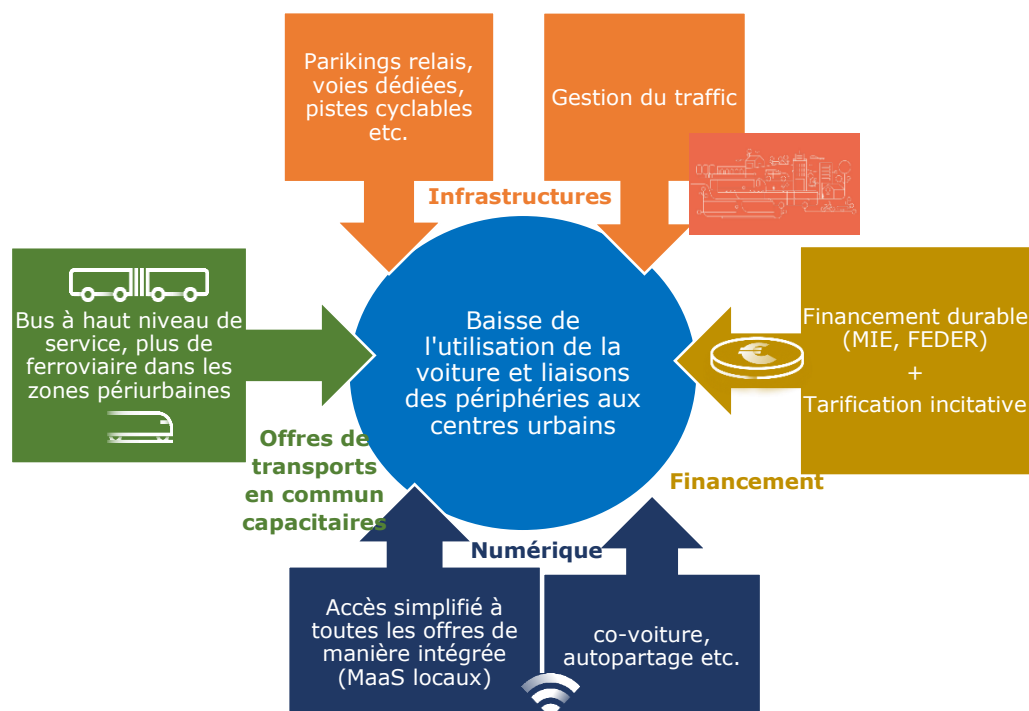 Parikings relais,
voies dédiées,
pistes cyclables
etc.
Gestion du traffic
Infrastructures
Bus à haut niveau de
service, plus de
ferroviaire dans les
zones périurbaines
Offres de
transports
en commun
capacitaires
Baisse de
l'utilisation de la
voiture et liaisons
des périphéries aux
centres urbains
Financement durable
(MIE, FEDER)
+
Tarification incitative
Financement
Numérique
Accès simplifié à
toutes les offres de
manière intégrée
(MaaS locaux)
co-voiture,
autopartage etc.